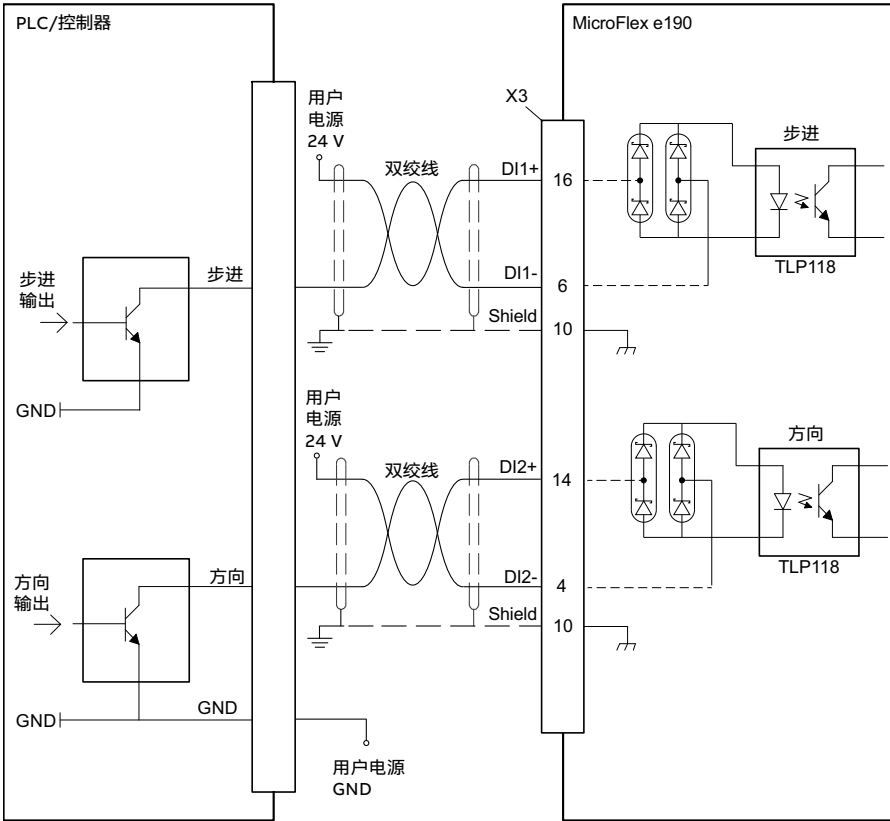 PLC/控制器
MicroFlex e190
用户
电源
24 V
X3
双绞线
DI1+
16
步进
TLP118
步进
输出
步进
DI1-
6
Shield
10
GND
用户
电源
24 V
双绞线
DI2+
14
方向
TLP118
方向
输出
方向
DI2-
4
Shield
10
GND
GND
用户电源
GND